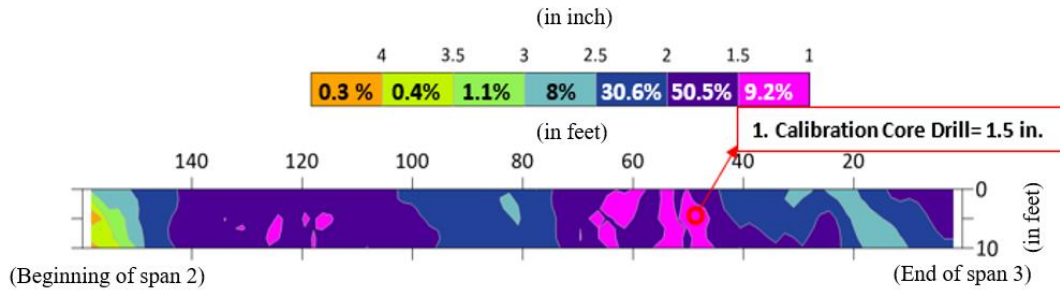 (in inch)
4 3.5 3 2.5 2 1.5 1
0.3 % 0.4% 1.1% 8% 30.6% 50.5% 9.2%
(in feet)
1. Calibration Core Drill= 1.5 in.
140 120 100 80 60 40 20
0
10
(in feet)
(Beginning of span 2)
(End of span 3)